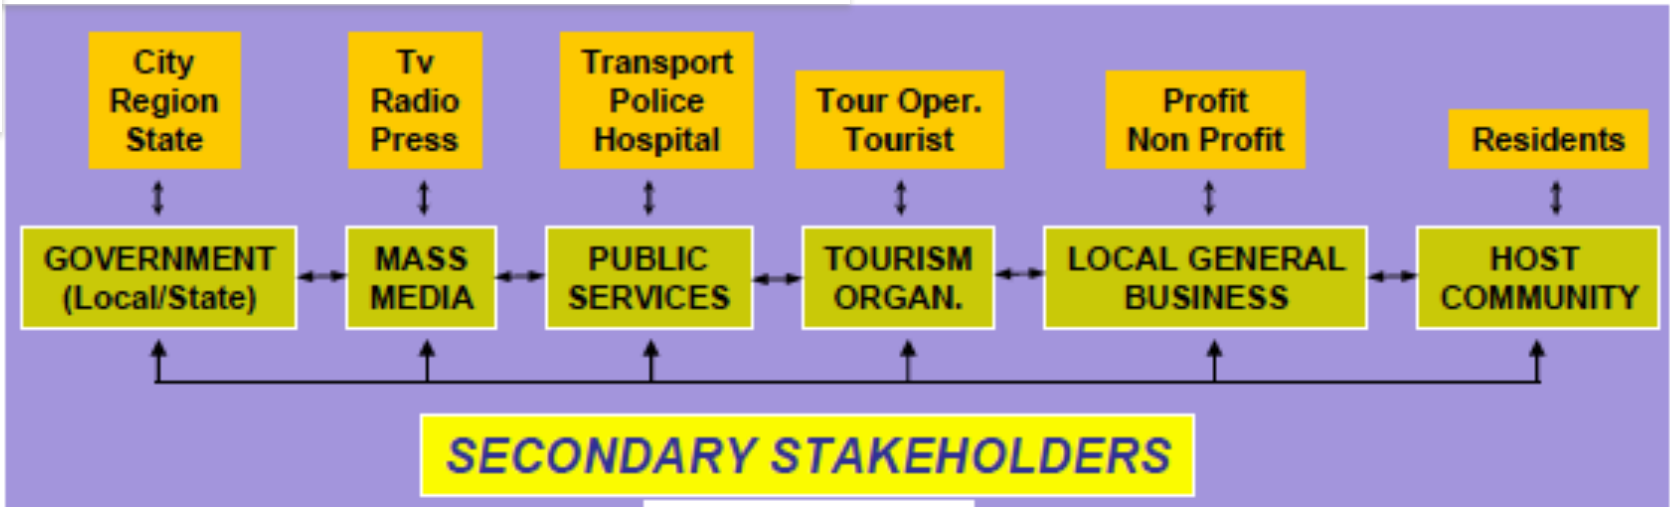 City
Region
State
Tv
Radio
Press
Transport
Police
Hospital
Tour Oper.
Tourist
Profit
Non Profit
Residents
GOVERNMENT
(Local/State)
MASS
MEDIA
PUBLIC
SERVICES
TOURISM
ORGAN.
LOCAL GENERAL
BUSINESS
HOST
COMMUNITY
SECONDARY STAKEHOLDERS